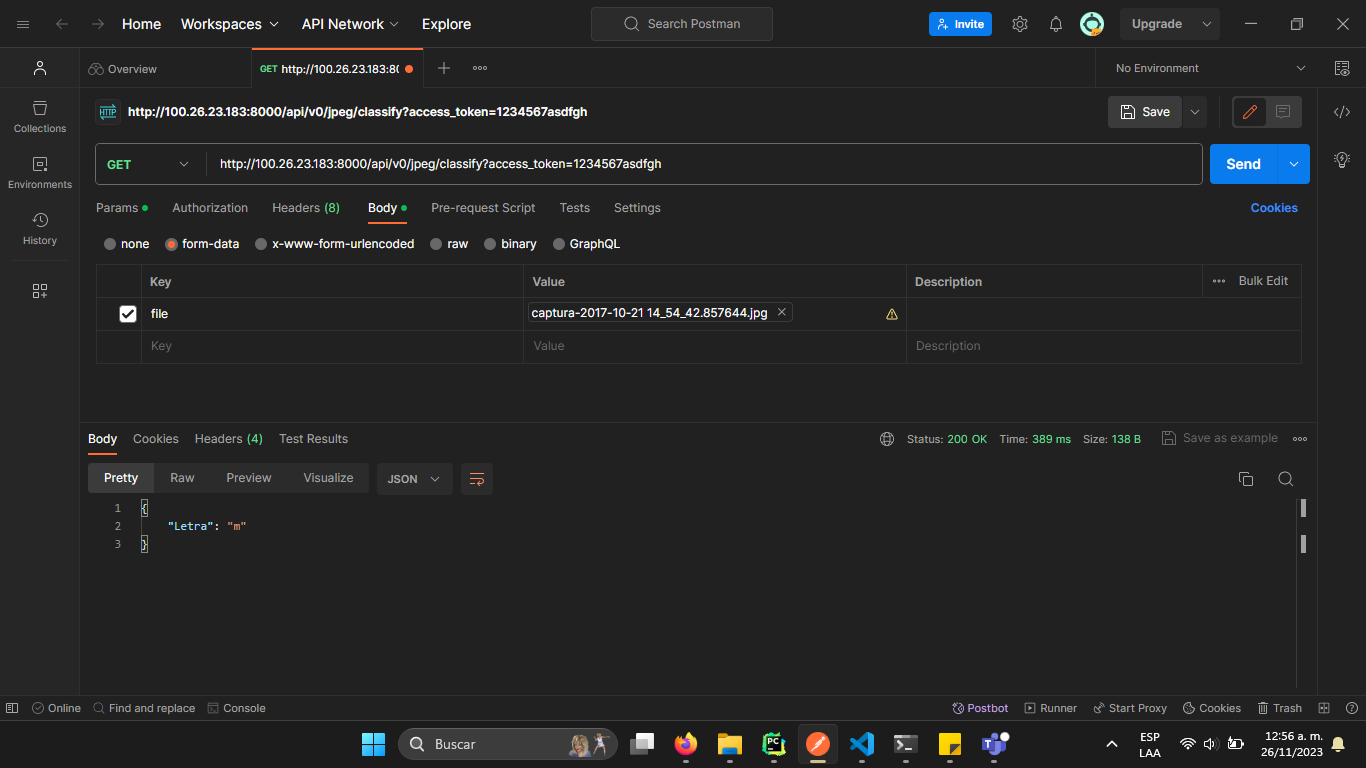 Home Workspaces API Network Explore Search Postman Invite Upgrade
Overview GET http://100.26.23.183:80 No Environment
HTTP http://100.26.23.183:8000/api/v0/jpeg/classify?access_token=1234567asdfgh Save
Collections
GET http://100.26.23.183:8000/api/v0/jpeg/classify?access_token=1234567asdfgh Send
Environments
Params Authorization Headers (8) Body Pre-request Script Tests Settings Cookies
History
none form-data x-www-form-urlencoded raw binary GraphQL
Key Value Description Bulk Edit
file captura-2017-10-21 14_54_42.857644.jpg
Key Value Description
Body Cookies Headers (4) Test Results Status: 200 OK Time: 389 ms Size: 138 B Save as example
Pretty Raw Preview Visualize JSON
1 {
2 "Letra": "m"
3 }
Online Find and replace Console Postbot Runner Start Proxy Cookies Trash
Buscar
PC
ESP
LAA
12:56 a. m.
26/11/2023